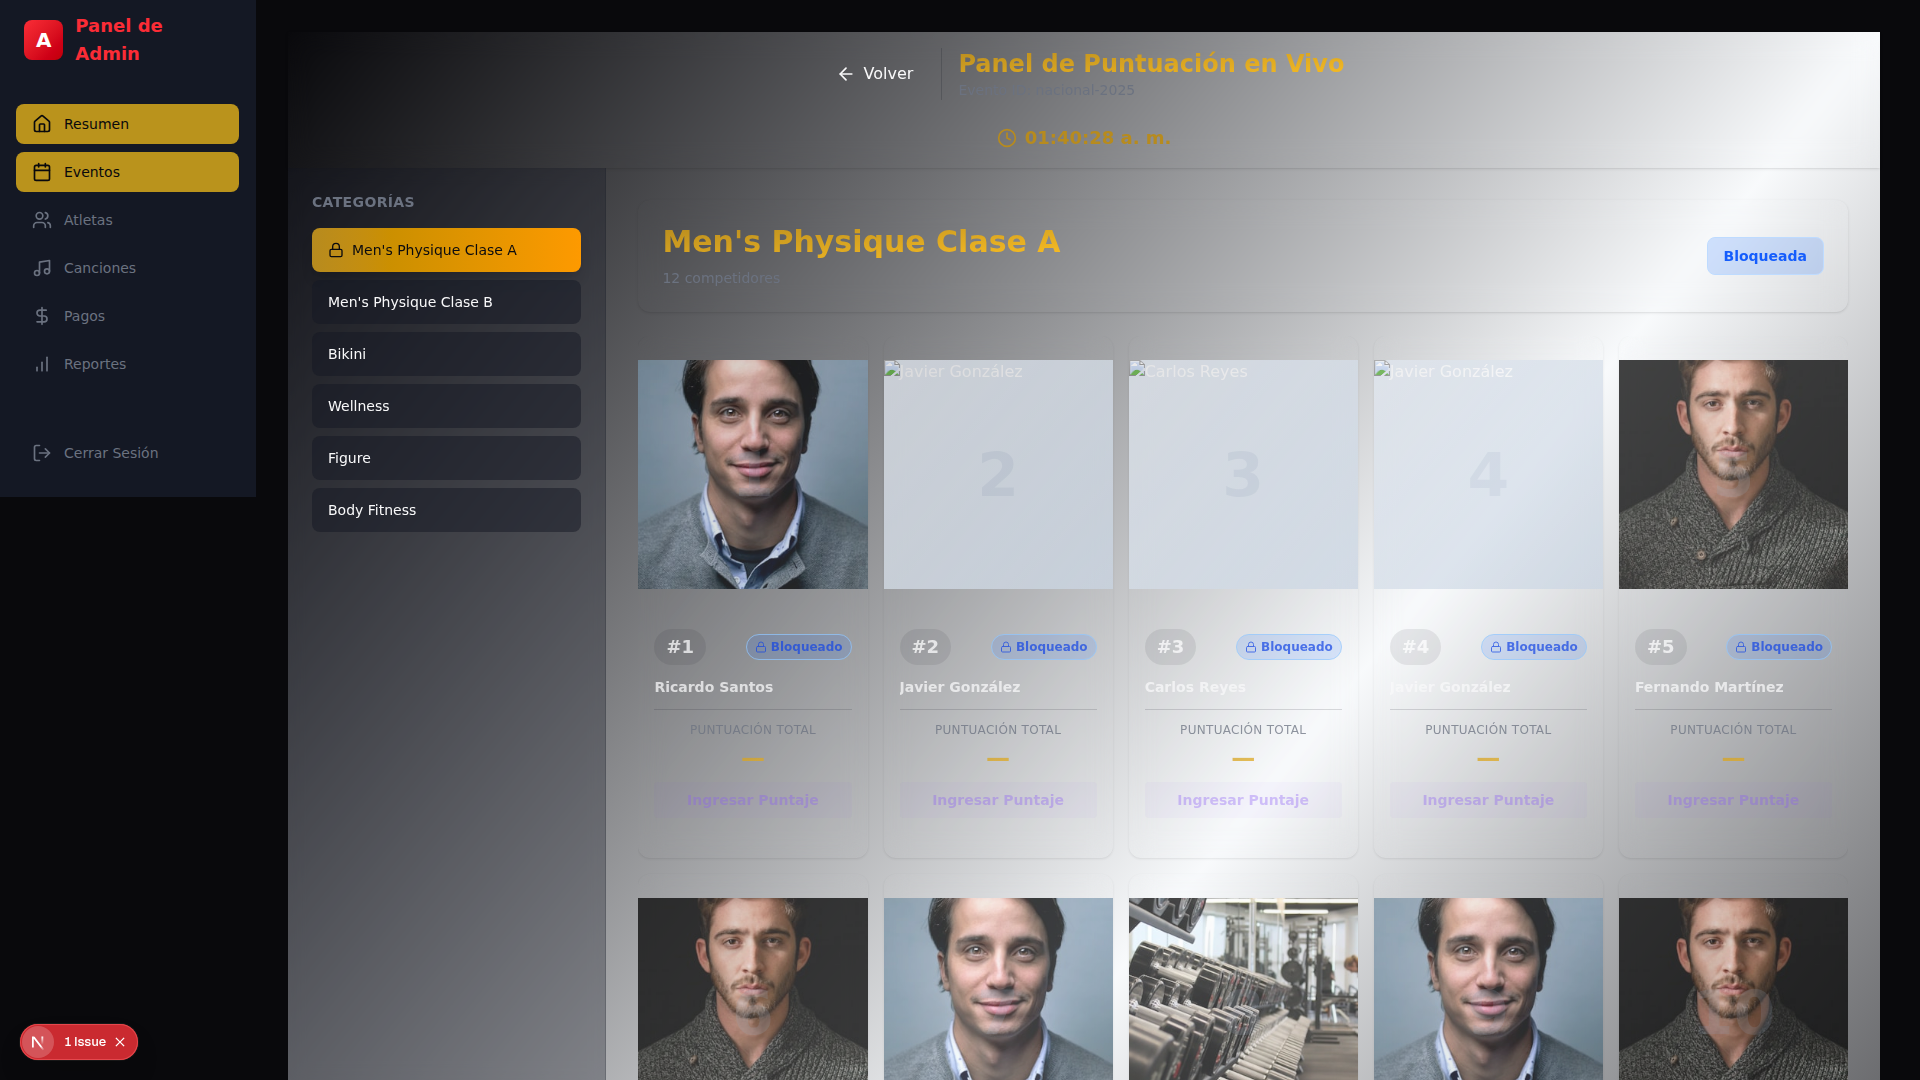 A
Panel de
Admin
Resumen
Eventos
Atletas
Canciones
Pagos
Reportes
Cerrar Sesión
1 Issue
Volver
Panel de Puntuación en Vivo
01:40:28 a. m.
CATEGORÍAS
Men's Physique Clase A
Men's Physique Clase B
Bikini
Wellness
Figure
Body Fitness
Men's Physique Clase A
12 competidores
Bloqueada
Javier González
Carlos Reyes
Javier González
2
3
4
#1 Bloqueado
Ricardo Santos
PUNTUACIÓN TOTAL
—
Ingresar Puntaje
#2 Bloqueado
Javier González
PUNTUACIÓN TOTAL
—
Ingresar Puntaje
#3 Bloqueado
Carlos Reyes
PUNTUACIÓN TOTAL
—
Ingresar Puntaje
#4 Bloqueado
Javier González
PUNTUACIÓN TOTAL
—
Ingresar Puntaje
#5 Bloqueado
Fernando Martínez
PUNTUACIÓN TOTAL
—
Ingresar Puntaje